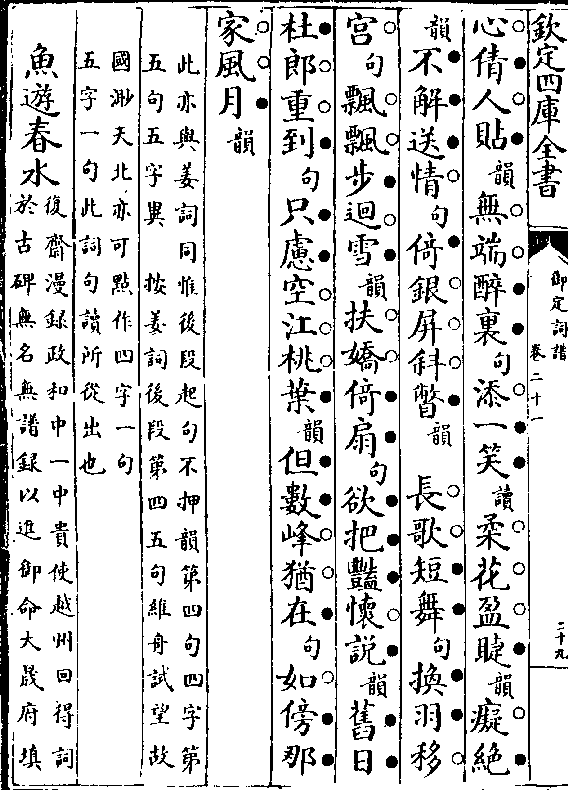 欽定四庫全書
御定詞譜
卷二十一
二十九
心倩人貼韻無端醉裏句添一笑讀柔花盈睫韻癡絶
韻不解送情句倚銀屏斜瞥韻　長歌短舞句換羽移
宫句飄飄步迴雪韻扶嬌倚扇句欲把豔懷説韻舊日
杜郎重到句只慮空江桃葉韻但數峰猶在句如傍那
家風月韻
此亦與姜詞同惟後段起句不押韻第四句四字第
五句五字異　按姜詞後段第四五句維舟試望故
國渺天北亦可點作四字一句
五字一句此詞句讀所從出也
魚遊春水
復齋漫録政和中一中貴使越州回得詞
於古碑無名無譜録以進御命大晟府填